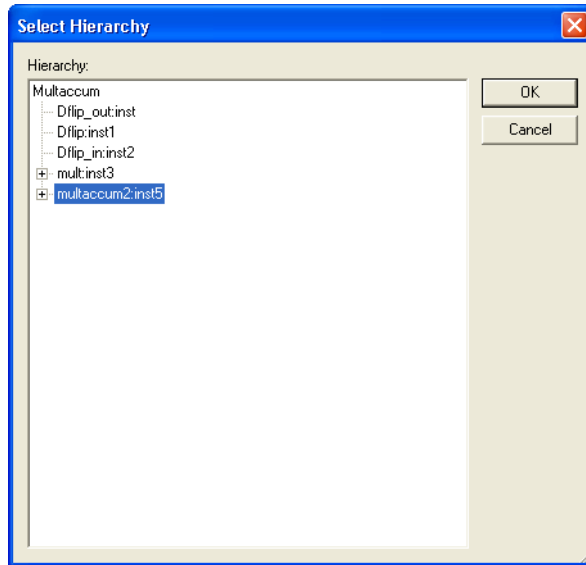 Select Hierarchy
Hierarchy:
Multaccum
Dflip_out:inst
Dflip:inst1
Dflip_in:inst2
mult:inst3
multaccum2:inst5
OK
Cancel